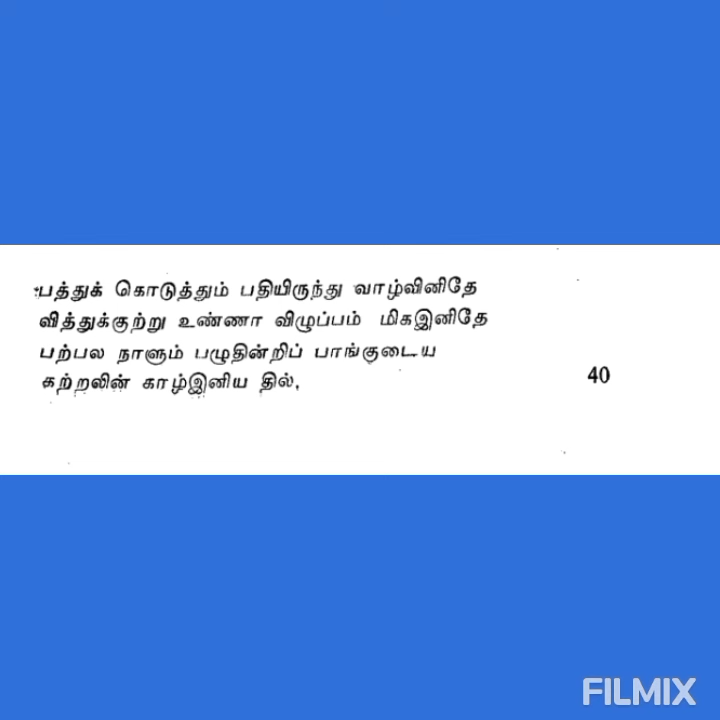 பத்துக் கொடுத்தும் பதியிருந்து வாழ்வினிதே
வித்துக்குற்று உண்ணா விழுப்பம் மிகஇனிதே
பற்பல நாளும் பழுதின்றிப் பாங்குடைய
கற்றலின் காழ்இனிய தில், 40
FILMIX